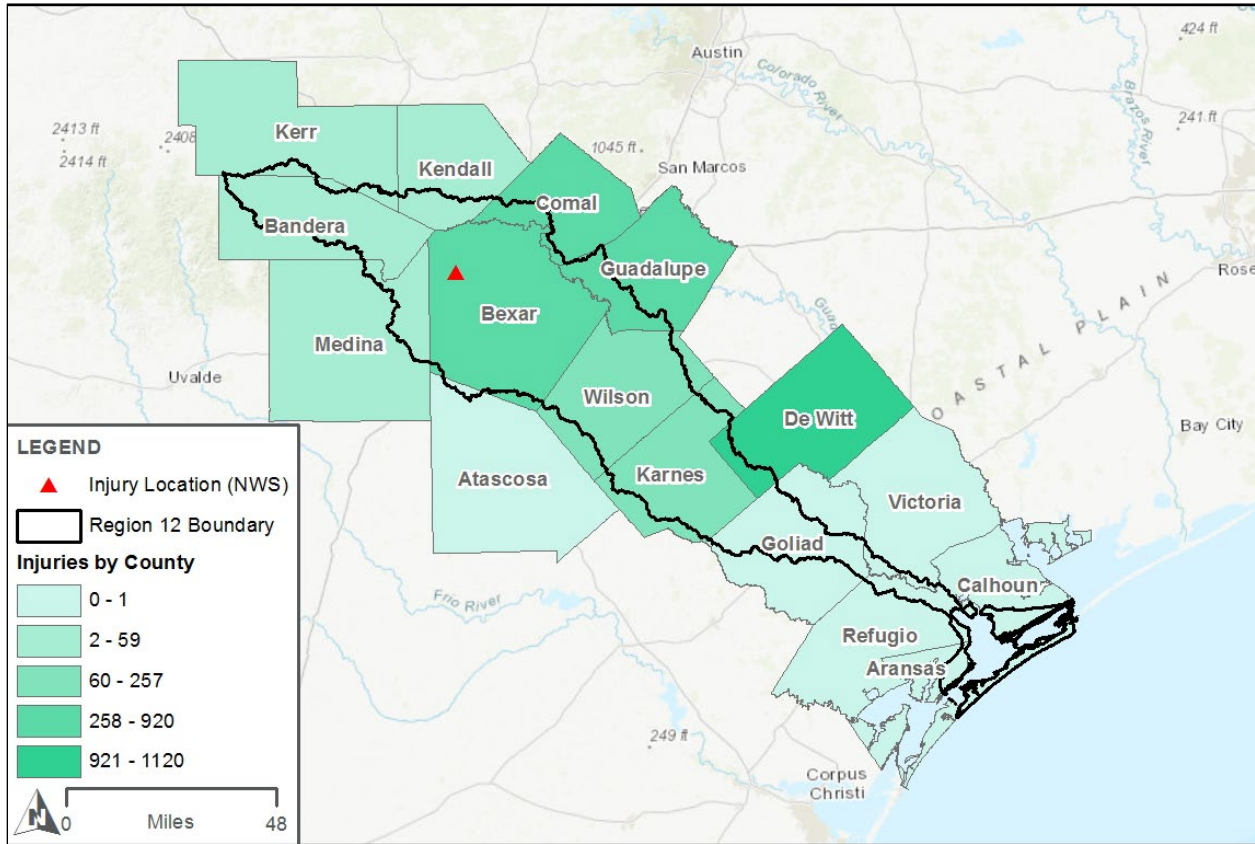 424 ft
Austin
Colorado River
Brazos River
2413 ft
2408
2414 ft
Kerr
1045 ft
241 ft
San Marcos
Kendall
Comal
Bandera
Guadalupe
Rose
Bexar
Guad
COASTAL PLAIN
Medina
Uvalde
Wilson
De Witt
Bay City
Atascosa
Karnes
Victoria
Goliad
Calhoun
Frio River
Refugio
Aransas
249 ft
Corpus
Christi
LEGEND
Injury Location (NWS)
Region 12 Boundary
Injuries by County
0 - 1
2 - 59
60 - 257
258 - 920
921 - 1120
N
0
Miles
48